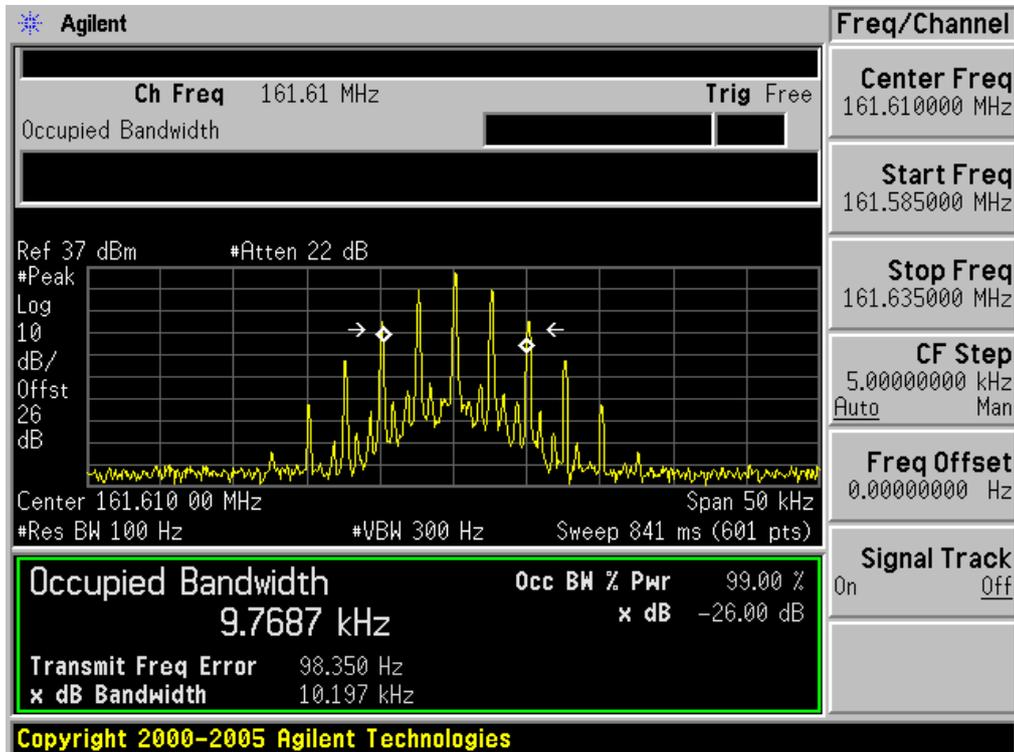 Agilent
Freq/Channel
Ch Freq 161.61 MHz Trig Free
Occupied Bandwidth
Center Freq
161.610000 MHz
Start Freq
161.585000 MHz
Stop Freq
161.635000 MHz
CF Step
5.00000000 kHz
Auto Man
Freq Offset
0.00000000 Hz
Signal Track
On Off
Ref 37 dBm #Atten 22 dB
#Peak
Log
10
dB/
Offst
26
dB
Center 161.610 00 MHz Span 50 kHz
#Res BW 100 Hz #VBW 300 Hz Sweep 841 ms (601 pts)
Occupied Bandwidth Occ BW % Pwr 99.00 %
9.7687 kHz x dB -26.00 dB
Transmit Freq Error 98.350 Hz
x dB Bandwidth 10.197 kHz
Copyright 2000-2005 Agilent Technologies